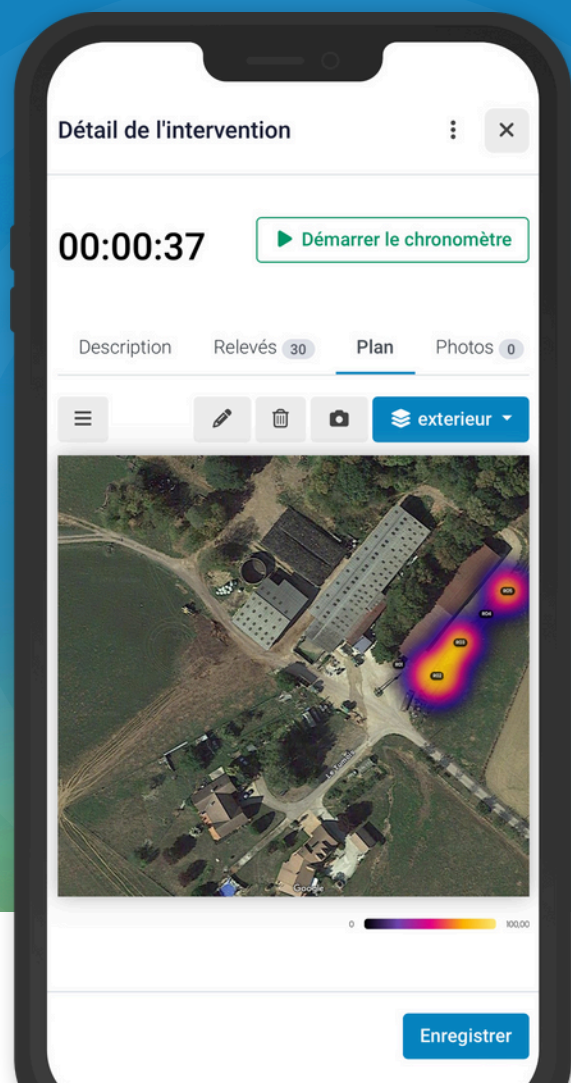 Détail de l'intervention
00:00:37
Démarrer le chronomètre
Description Relevés 30 Plan Photos 0
exterieur
Google
0 100,00
Enregistrer